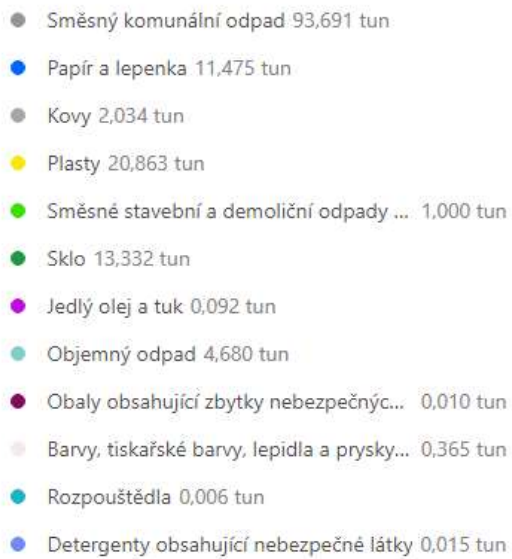 Směsný komunální odpad 93,691 tun
Papír a lepenka 11,475 tun
Kovy 2,034 tun
Plasty 20,863 tun
Směsné stavební a demoliční odpady ... 1,000 tun
Sklo 13,332 tun
Jedlý olej a tuk 0,092 tun
Objemný odpad 4,680 tun
Obaly obsahující zbytky nebezpečnýc... 0,010 tun
Barvy, tiskařské barvy, lepidla a prysky... 0,365 tun
Rozpouštědla 0,006 tun
Detergenty obsahující nebezpečné látky 0,015 tun